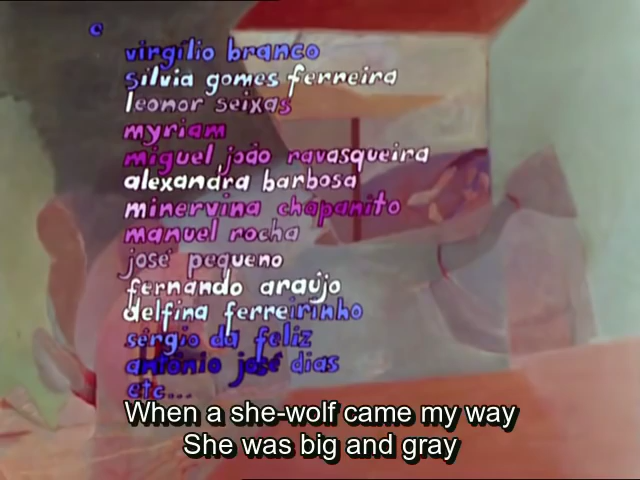 e
virgílio branco
silvia gomes ferreira
leonor seixas
myriam
miguel joão ravasqueira
alexandra barbosa
minervina chapanito
manuel rocha
josé pequeno
fernando araújo
delfina ferreirinho
sérgio da feliz
antónio josé dias
etc...
When a she-wolf came my way
She was big and gray